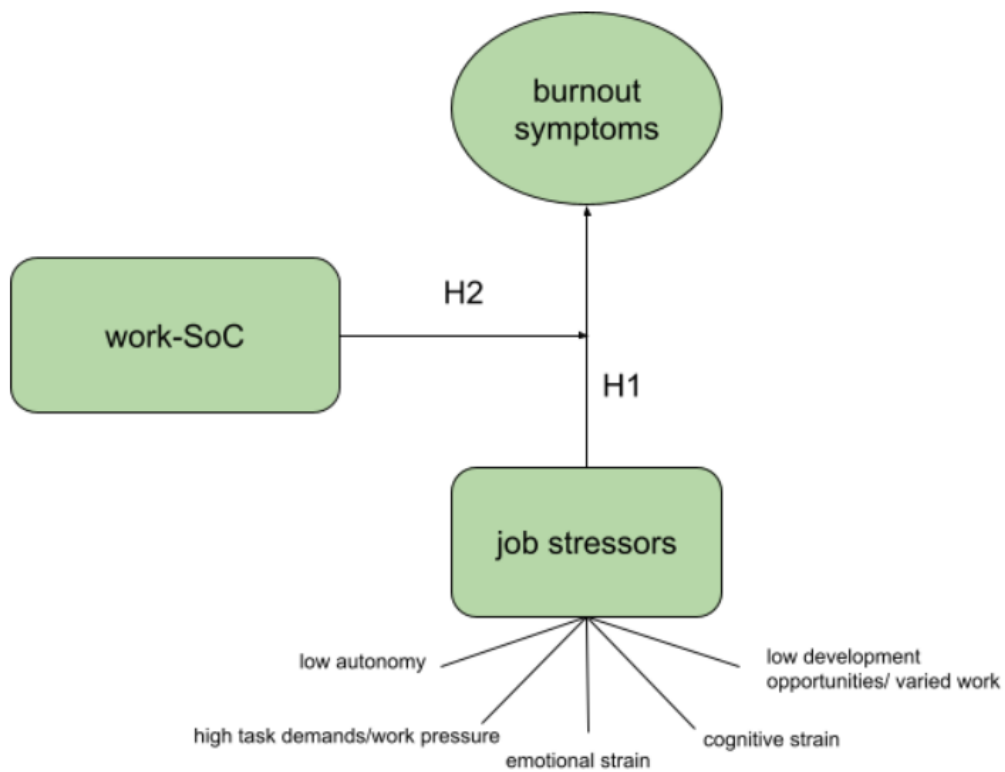 burnout
symptoms
H2
work-SoC
H1
job stressors
low autonomy
low development
opportunities/ varied work
high task demands/work pressure
cognitive strain
emotional strain